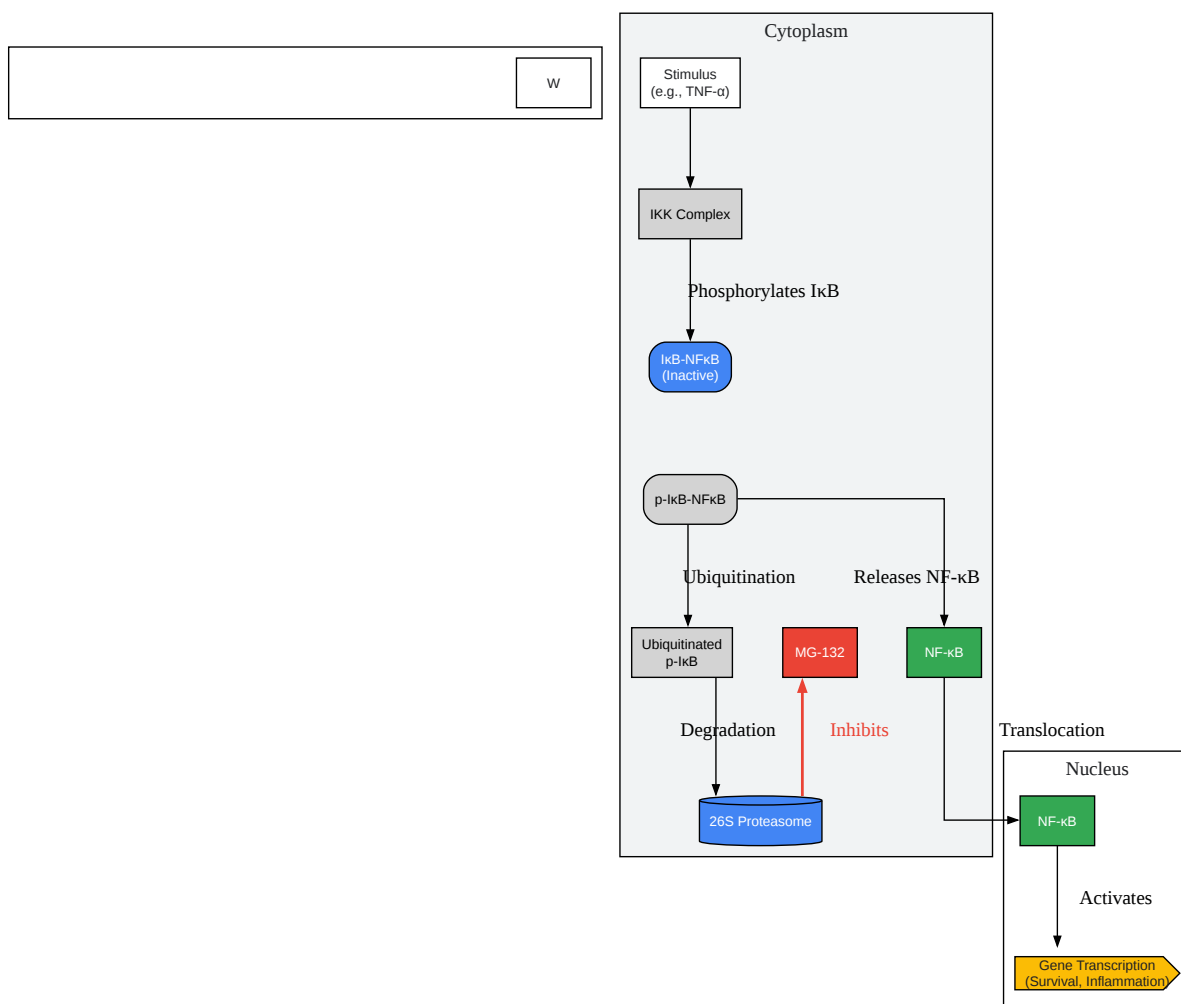 Cytoplasm
W
Stimulus
(e.g., TNF-α)
IKK Complex
Phosphorylates IκB
IκB-NFκB
(Inactive)
p-IκB-NFκB
Ubiquitination
Releases NF-κB
Ubiquitinated
p-IκB
MG-132
NF-κB
Degradation
Inhibits
Translocation
Nucleus
26S Proteasome
NF-κB
Activates
Gene Transcription
(Survival, Inflammation)